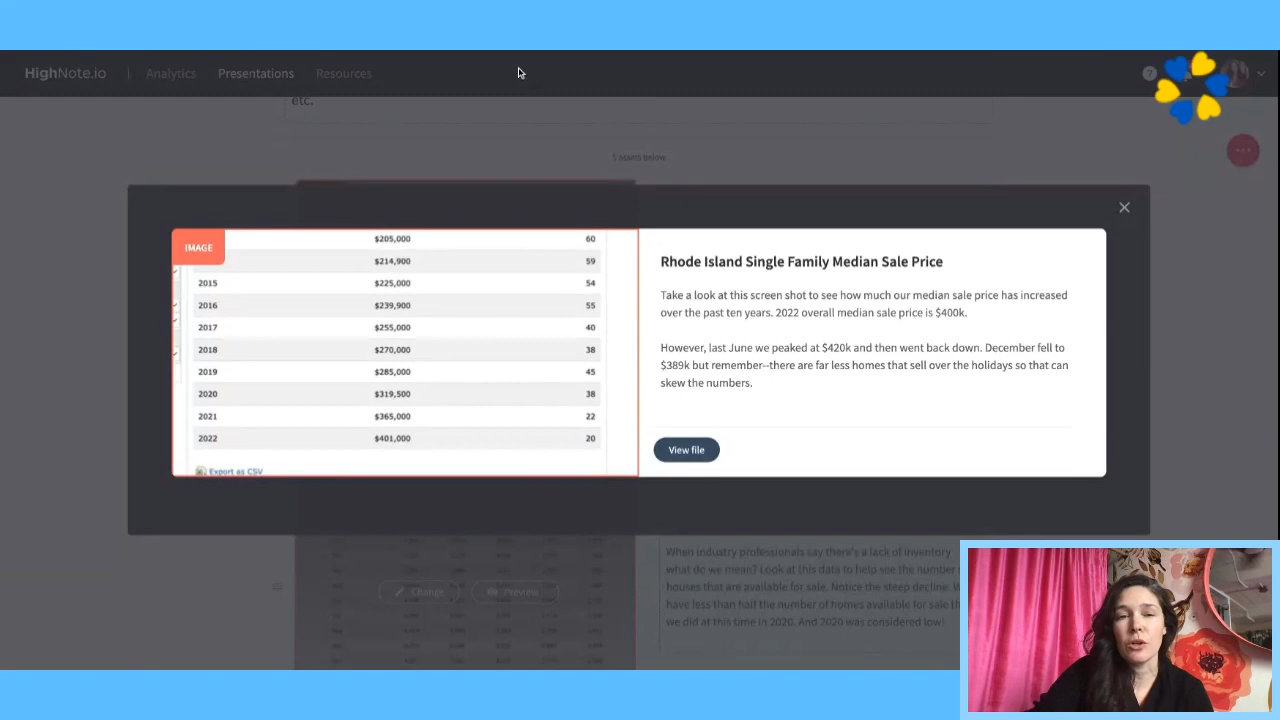 HighNote.io | Analytics Presentations Resources
etc.
5 items below
IMAGE
$205,000 60
$214,900 59
2015 $225,000 54
2016 $239,900 55
2017 $255,000 40
2018 $270,000 38
2019 $285,000 45
2020 $319,500 38
2021 $365,000 22
2022 $401,000 20
Export as CSV
Rhode Island Single Family Median Sale Price
Take a look at this screen shot to see how much our median sale price has increased
over the past ten years. 2022 overall median sale price is $400k.
However, last June we peaked at $420k and then went back down. December fell to
$389k but remember--there are far less homes that sell over the holidays so that can
skew the numbers.
View file
Change Preview
When industry professionals say there's a lack of inventory
what do we mean? Look at this data to help see the number
houses that are available for sale. Notice the steep decline. W
have less than half the number of homes available for sale tha
we did at this time in 2020. And 2020 was considered low!